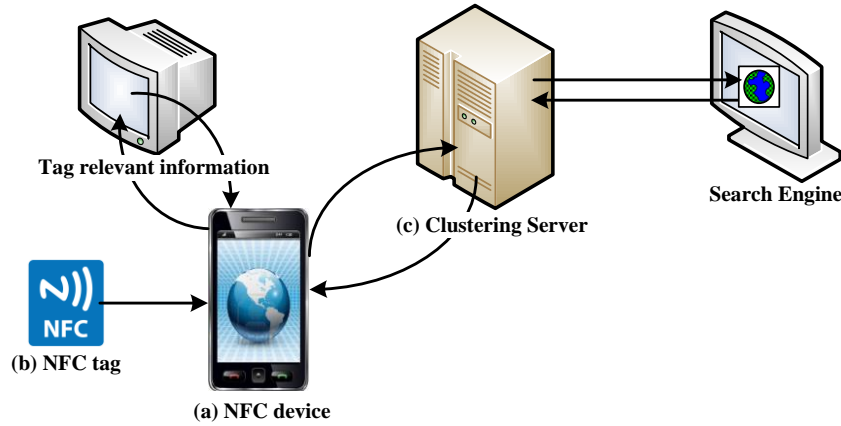 Tag relevant information
(c) Clustering Server
Search Engine
NFC
(b) NFC tag
(a) NFC device